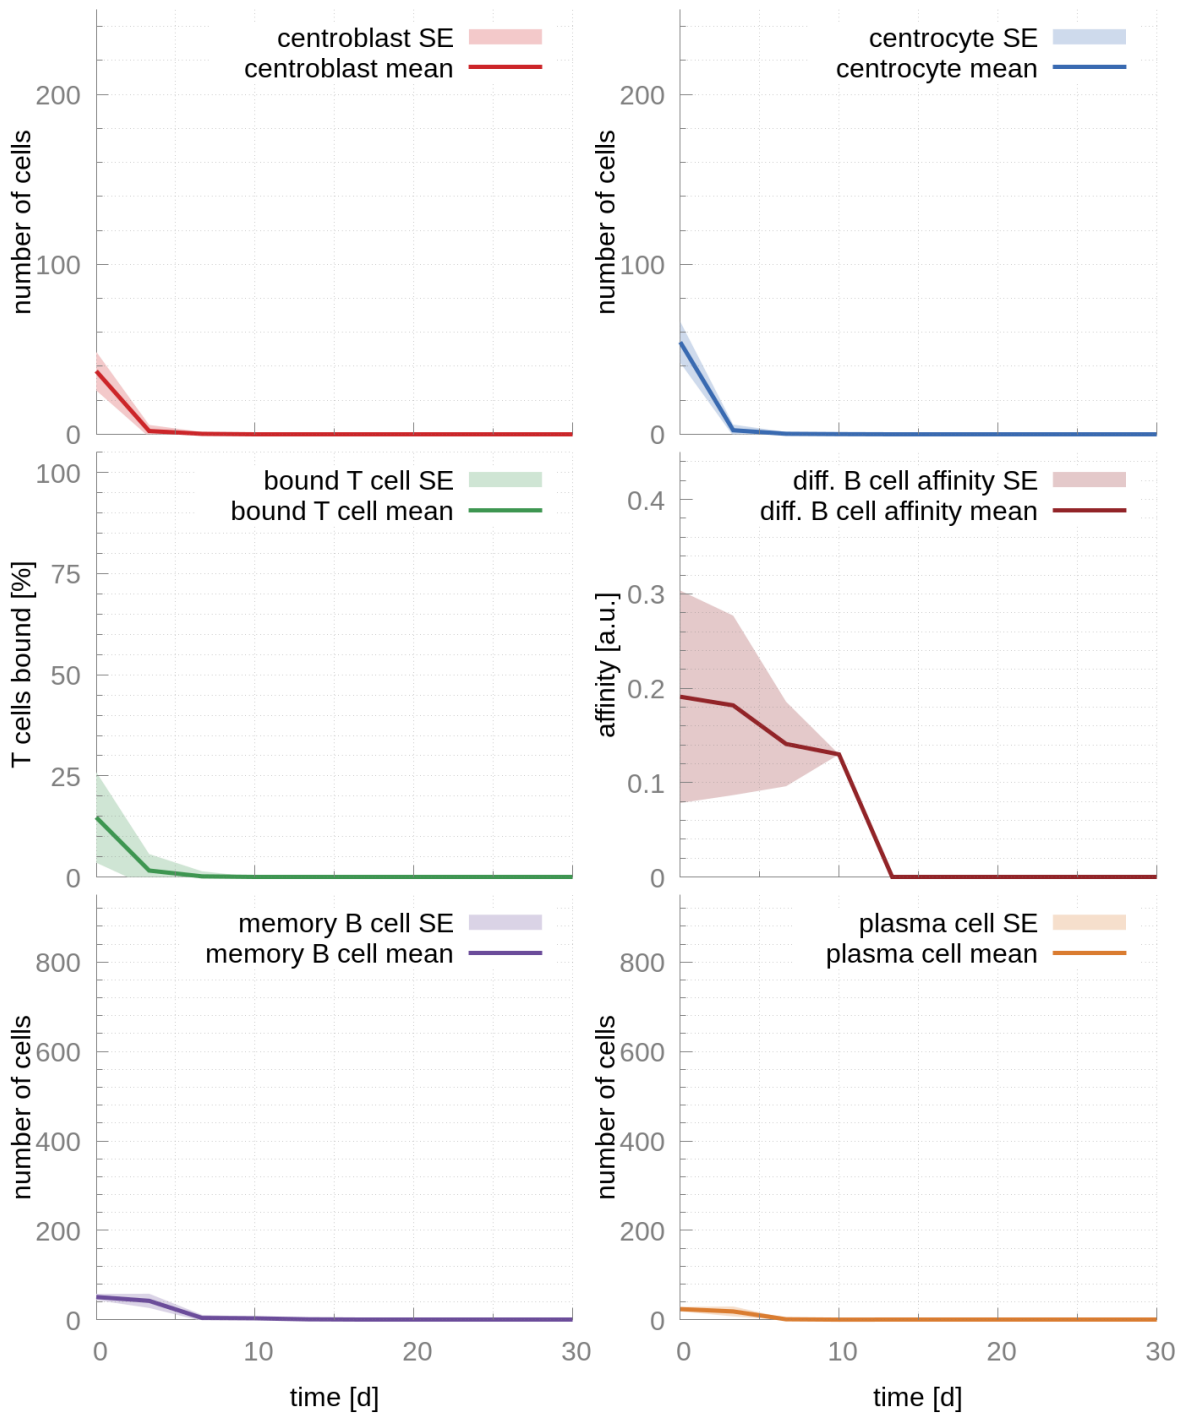 centroblast SE
centroblast mean
200
100
0
number of cells
centrocyte SE
centrocyte mean
200
100
0
number of cells
bound T cell SE
bound T cell mean
100
75
50
25
0
T cells bound [%]
diff. B cell affinity SE
diff. B cell affinity mean
0.4
0.3
0.2
0.1
0
affinity [a.u.]
memory B cell SE
memory B cell mean
800
600
400
200
0
number of cells
0 10 20 30
time [d]
plasma cell SE
plasma cell mean
800
600
400
200
0
number of cells
0 10 20 30
time [d]